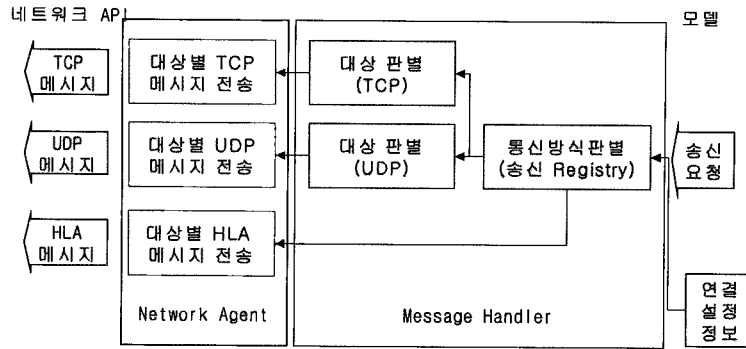 네트워크 API
모델
TCP
메시지
대상별 TCP
메시지 전송
대상 판별
(TCP)
UDP
메시지
대상별 UDP
메시지 전송
대상 판별
(UDP)
통신방식판별
(송신 Registry)
송신
요청
HLA
메시지
대상별 HLA
메시지 전송
연결
설정
정보
Network Agent
Message Handler